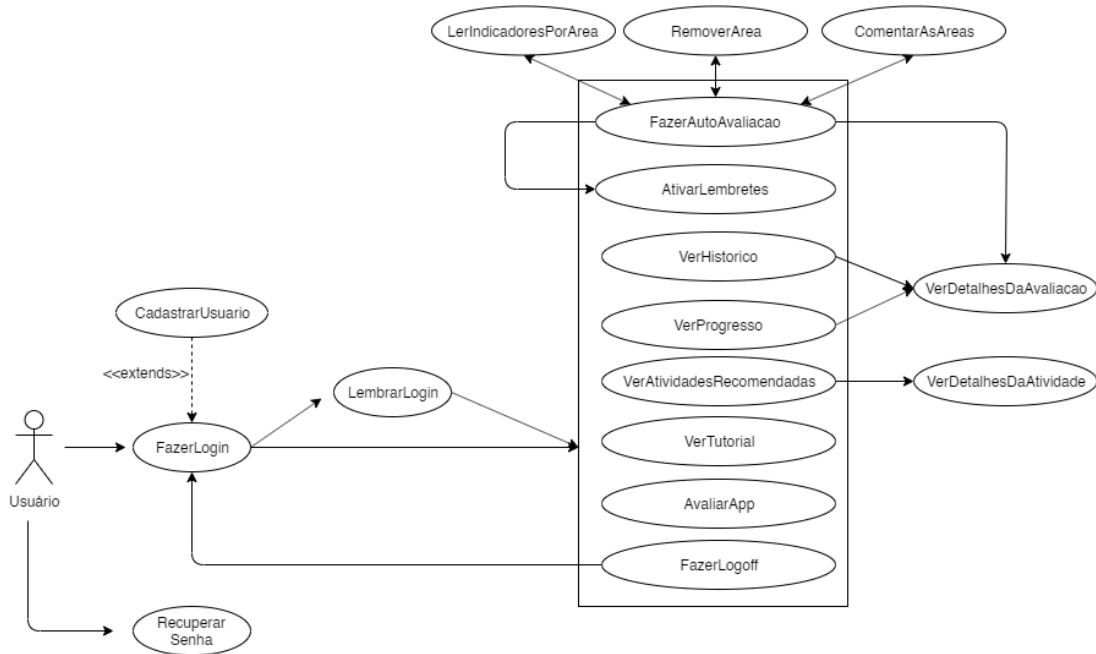 LerIndicadoresPorArea
RemoverArea
ComentarAsAreas
FazerAutoAvaliacao
AtivarLembretes
VerHistorico
VerDetalhesDaAvaliacao
CadastrarUsuario
VerProgresso
<<extends>>
VerAtividadesRecomendadas
VerDetalhesDaAtividade
LembrarLogin
FazerLogin
VerTutorial
Usuário
AvaliarApp
FazerLogoff
Recuperar
Senha